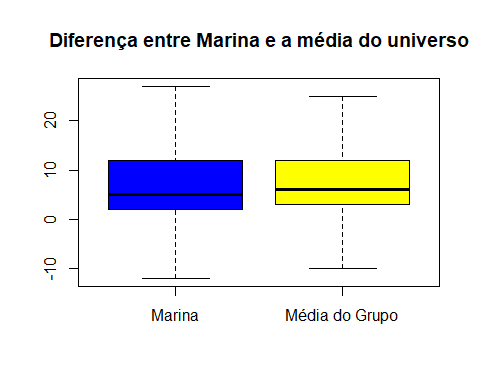 Diferença entre Marina e a média do universo
20
10
0
-10
Marina
Média do Grupo